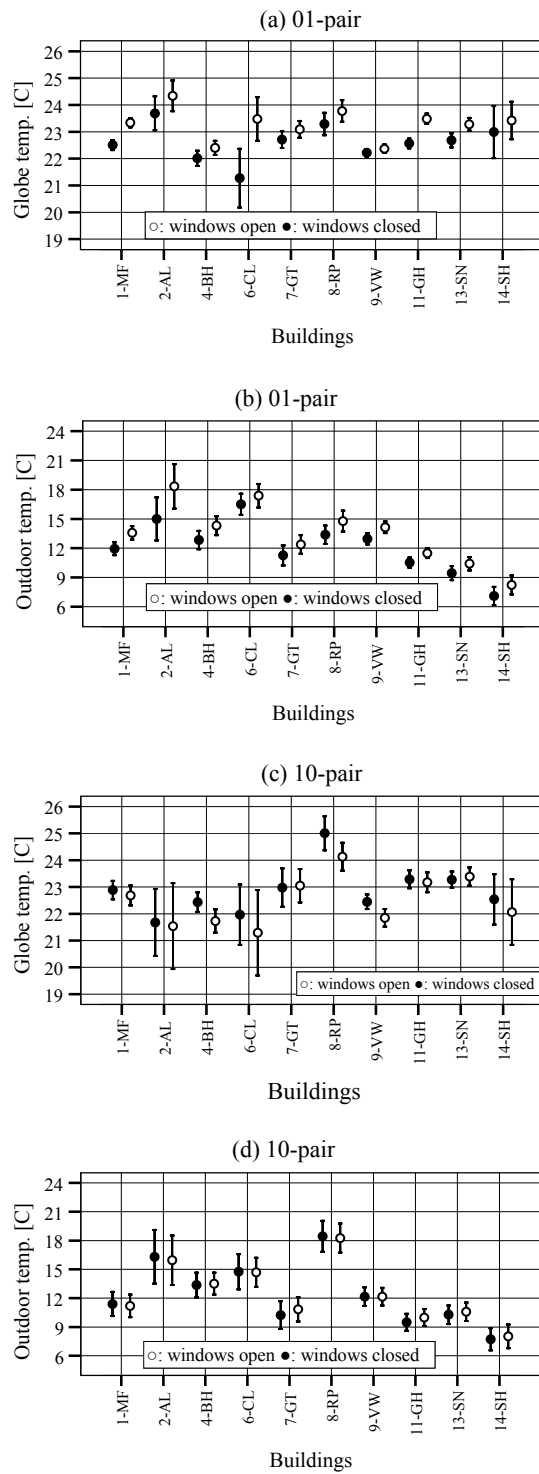 (a) 01-pair
Globe temp. [C]
26
25
24
23
22
21
20
19
○: windows open ●: windows closed
1-MF
2-AL
4-BH
6-CL
7-GT
8-RP
9-VW
11-GH
13-SN
14-SH
Buildings
(b) 01-pair
Outdoor temp. [C]
24
21
18
15
12
9
6
○: windows open ●: windows closed
1-MF
2-AL
4-BH
6-CL
7-GT
8-RP
9-VW
11-GH
13-SN
14-SH
Buildings
(c) 10-pair
Globe temp. [C]
26
25
24
23
22
21
20
19
○: windows open ●: windows closed
1-MF
2-AL
4-BH
6-CL
7-GT
8-RP
9-VW
11-GH
13-SN
14-SH
Buildings
(d) 10-pair
Outdoor temp. [C]
24
21
18
15
12
9
6
○: windows open ●: windows closed
1-MF
2-AL
4-BH
6-CL
7-GT
8-RP
9-VW
11-GH
13-SN
14-SH
Buildings